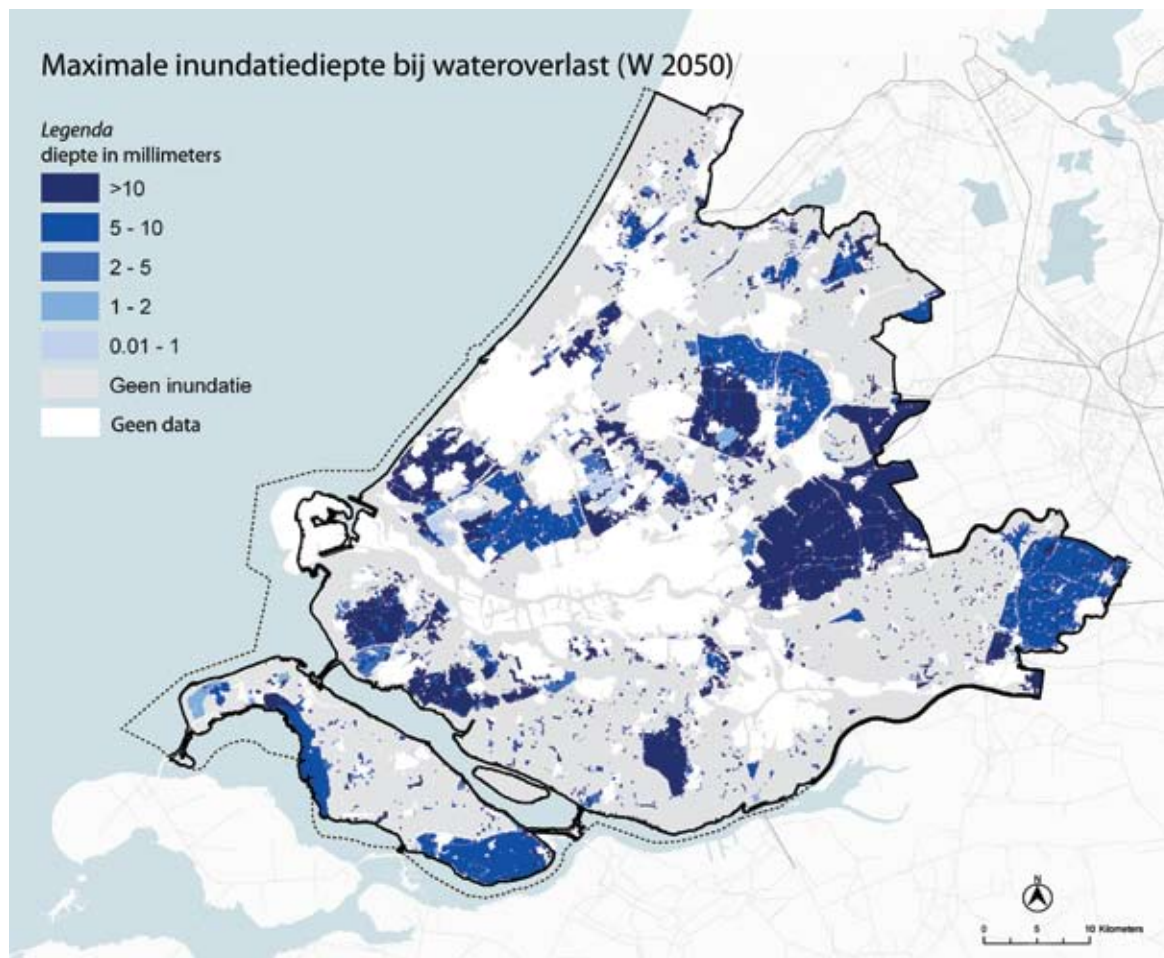 Maximale inundatiediepte bij wateroverlast (W 2050)
Legenda
diepte in millimeters
>10
5 - 10
2 - 5
1 - 2
0.01 - 1
Geen inundatie
Geen data
N
0 5 10 Kilometers